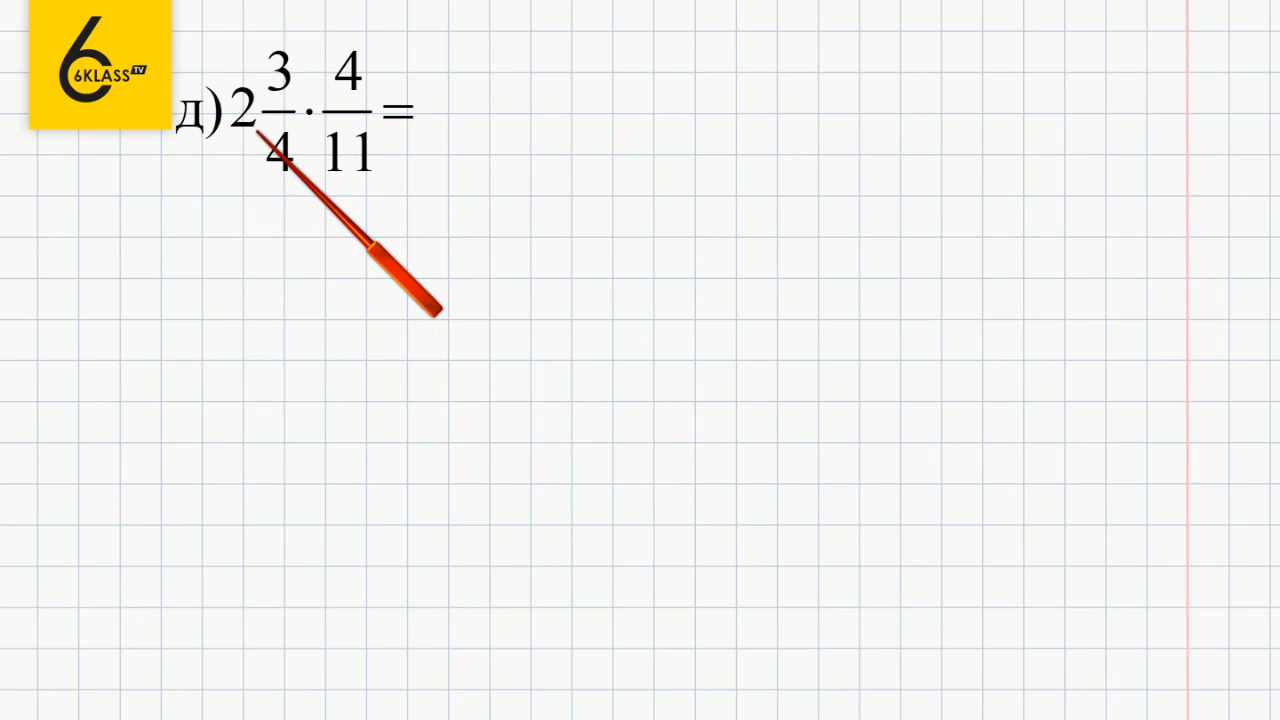 6KLASS TV
д) 2 3/4 · 4/11 =